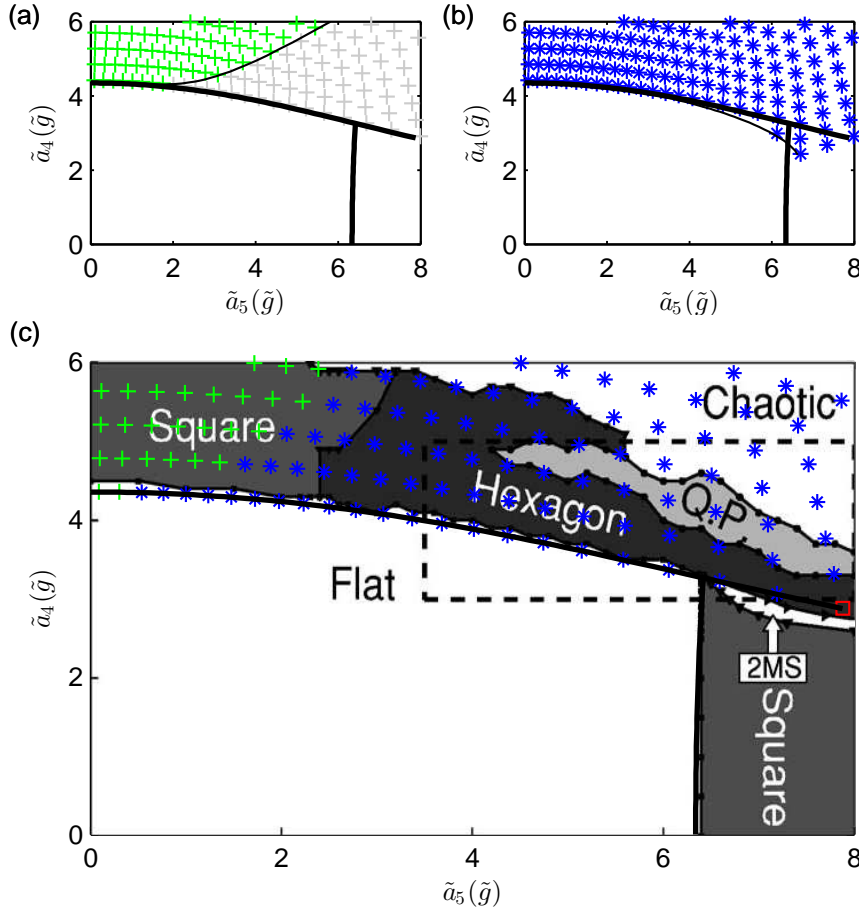 (a)
6
4
2
0
ã₄(g̃)
0 2 4 6 8
ã₅(g̃)
(b)
6
4
2
0
ã₄(g̃)
0 2 4 6 8
ã₅(g̃)
(c)
6
4
2
0
ã₄(g̃)
Square
Chaotic
Hexagon
Q.P.
Flat
2MS
Square
0 2 4 6 8
ã₅(g̃)